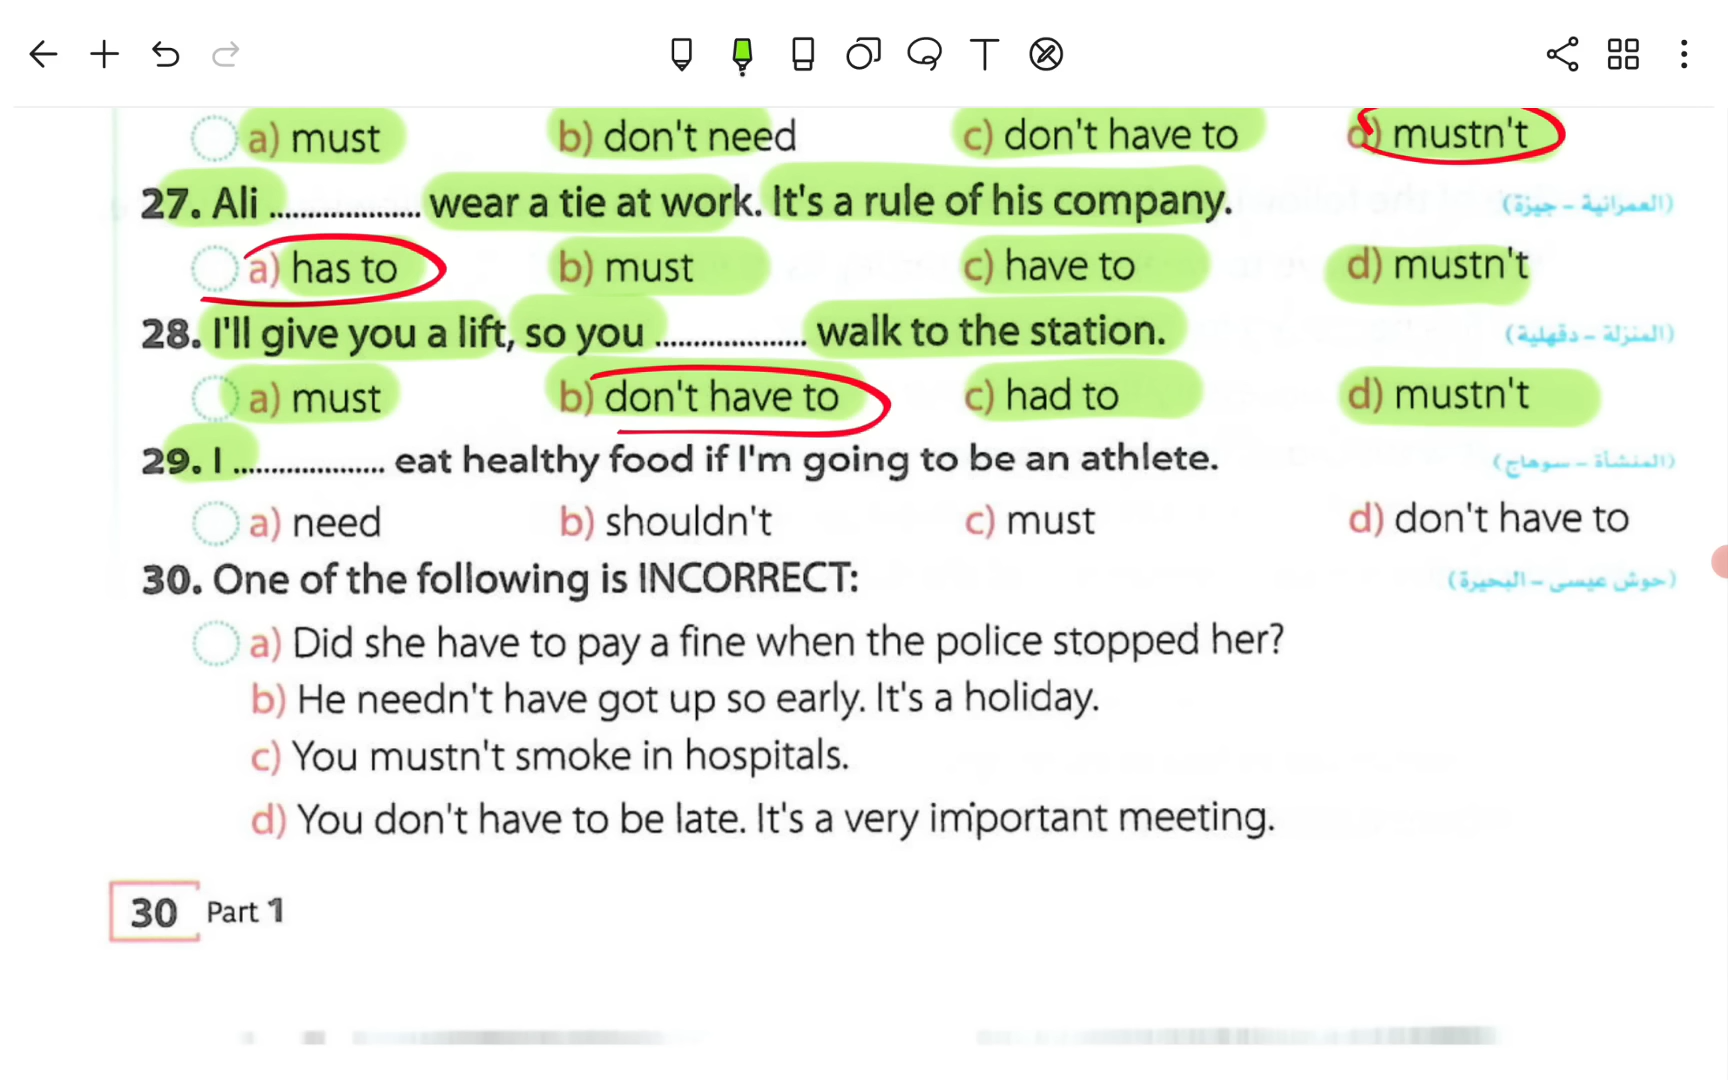 a) must b) don't need c) don't have to d) mustn't
27. Ali .................... wear a tie at work. It's a rule of his company. (العمرانية - جيزة)
a) has to b) must c) have to d) mustn't
28. I'll give you a lift, so you .................... walk to the station. (المنزلة - دقهلية)
a) must b) don't have to c) had to d) mustn't
29. I .................... eat healthy food if I'm going to be an athlete. (المنشأة - سوهاج)
a) need b) shouldn't c) must d) don't have to
30. One of the following is INCORRECT: (حوش عيسى - البحيرة)
a) Did she have to pay a fine when the police stopped her?
b) He needn't have got up so early. It's a holiday.
c) You mustn't smoke in hospitals.
d) You don't have to be late. It's a very important meeting.
30 Part 1